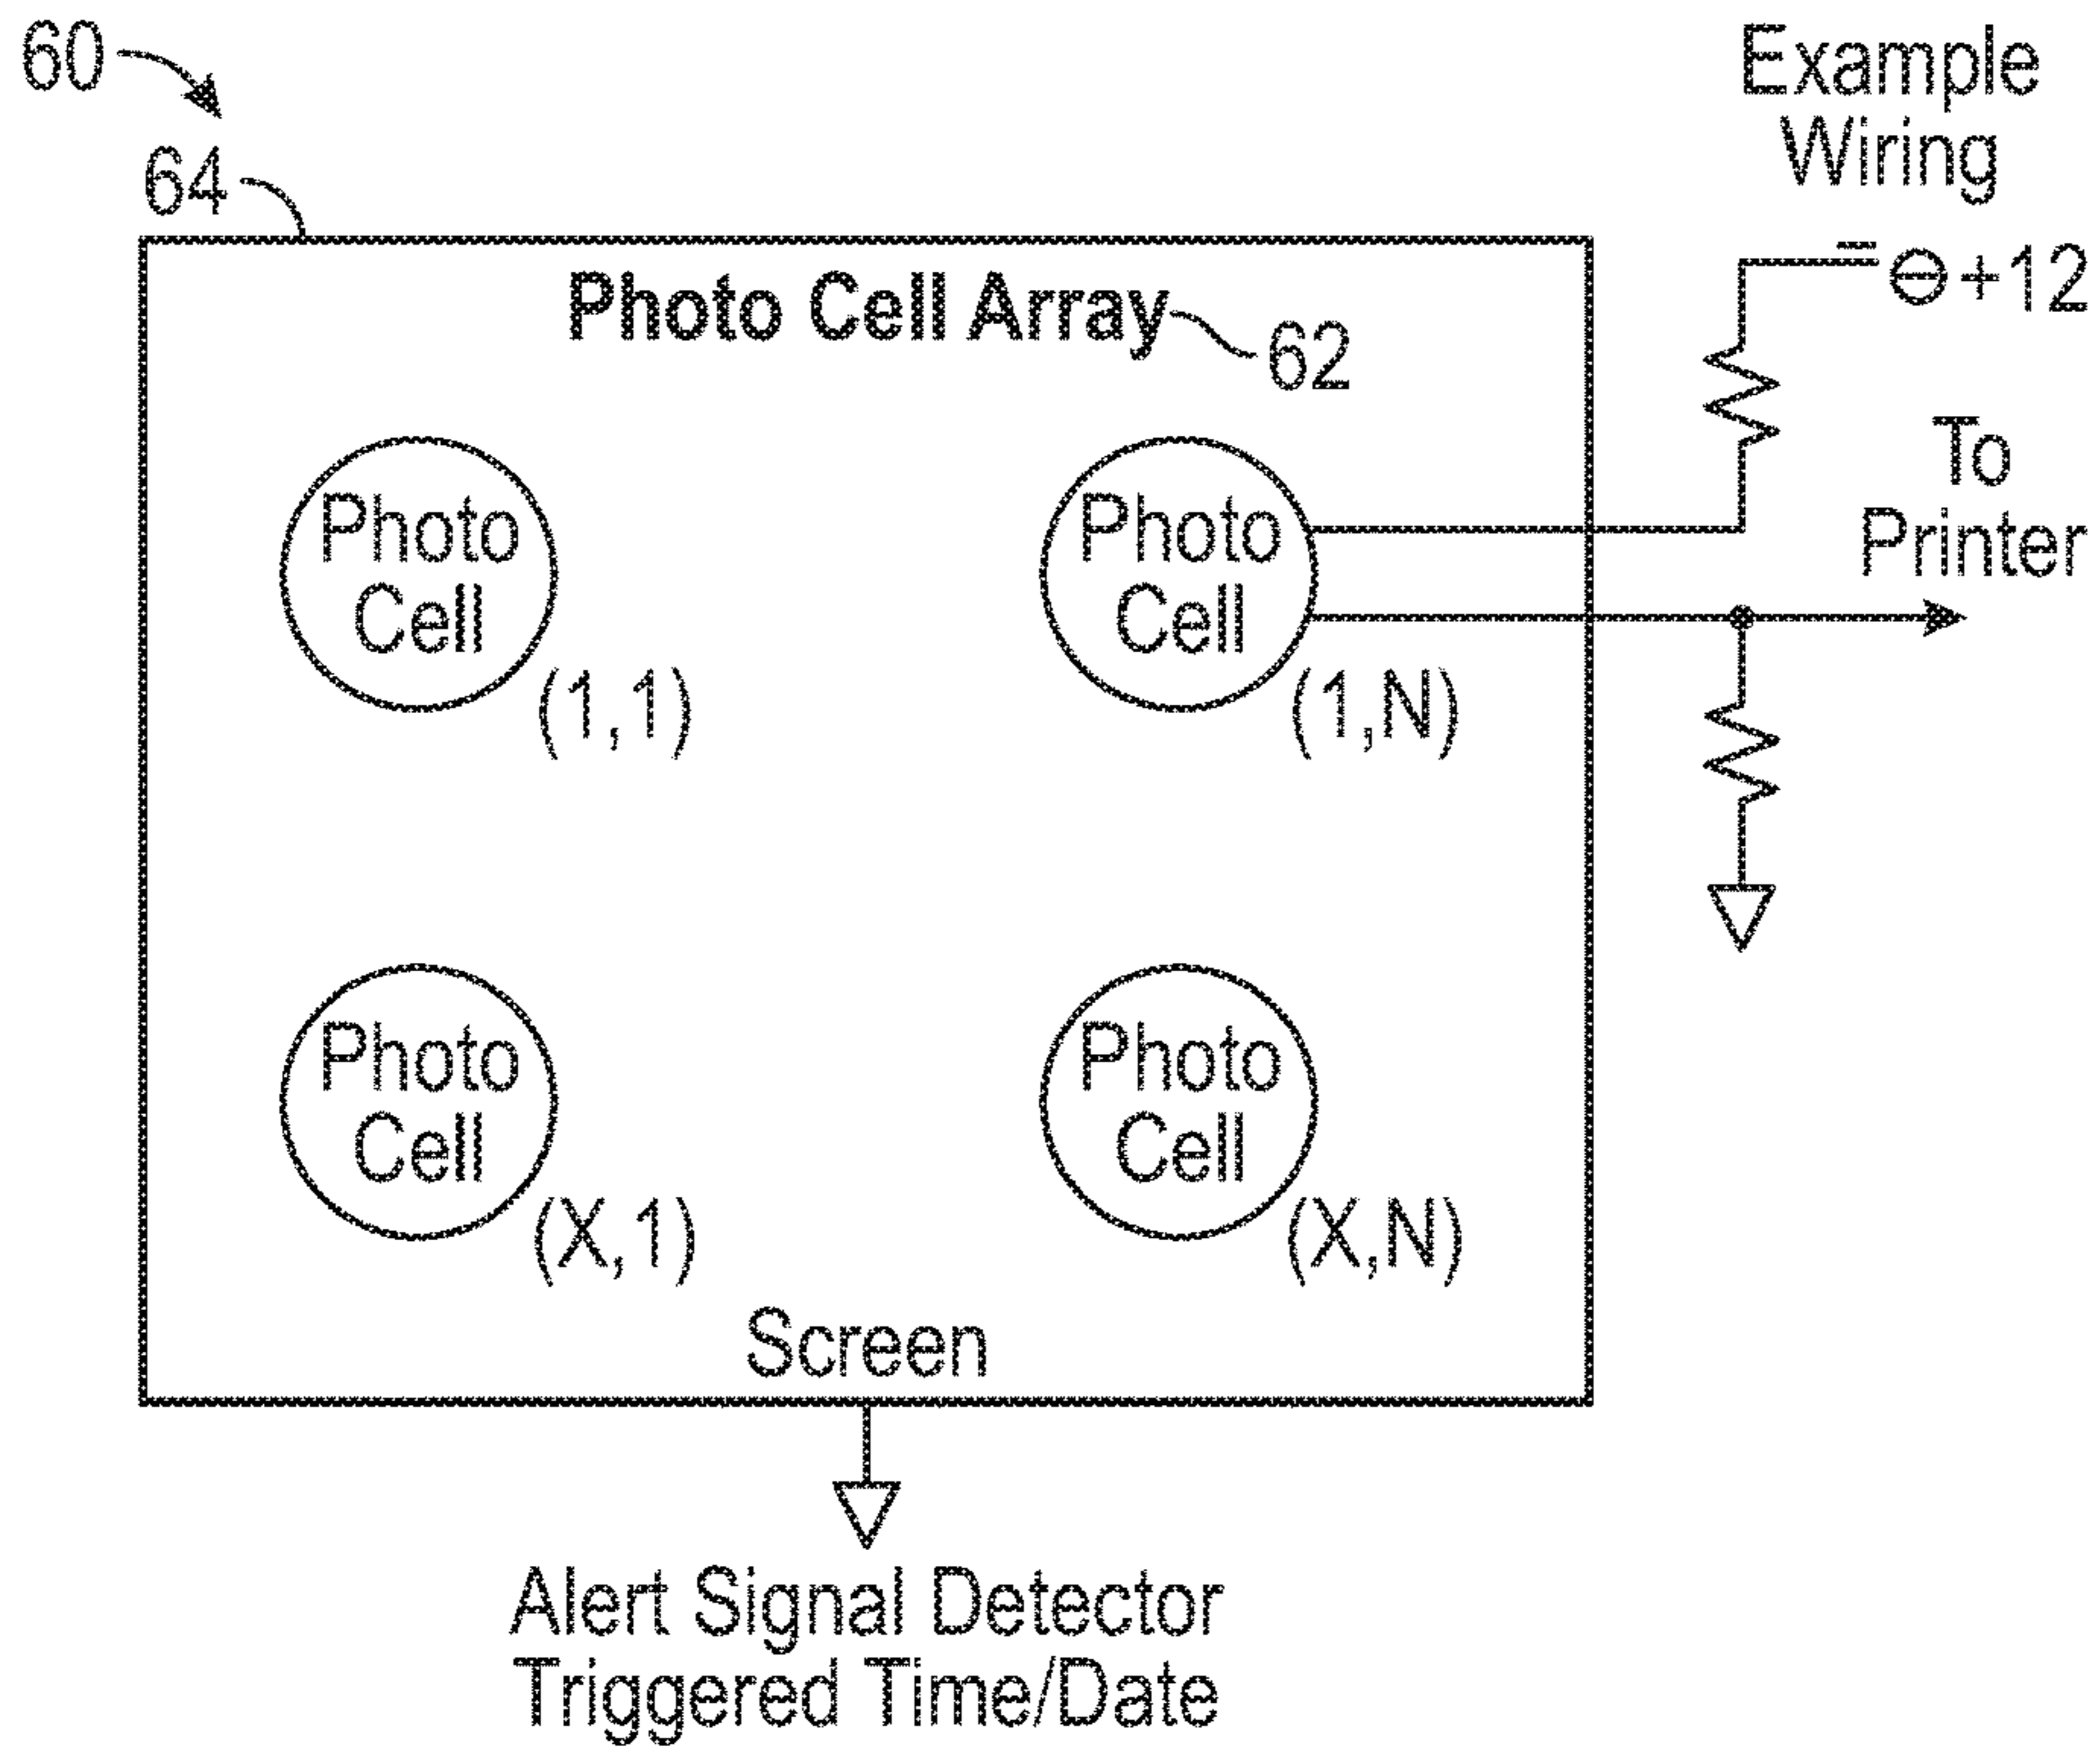 60
Example
Wiring
64
Photo Cell Array
62
+12
To
Printer
Photo
Cell
(1,1)
Photo
Cell
(1,N)
Photo
Cell
(X,1)
Photo
Cell
(X,N)
Screen
Alert Signal Detector
Triggered Time/Date